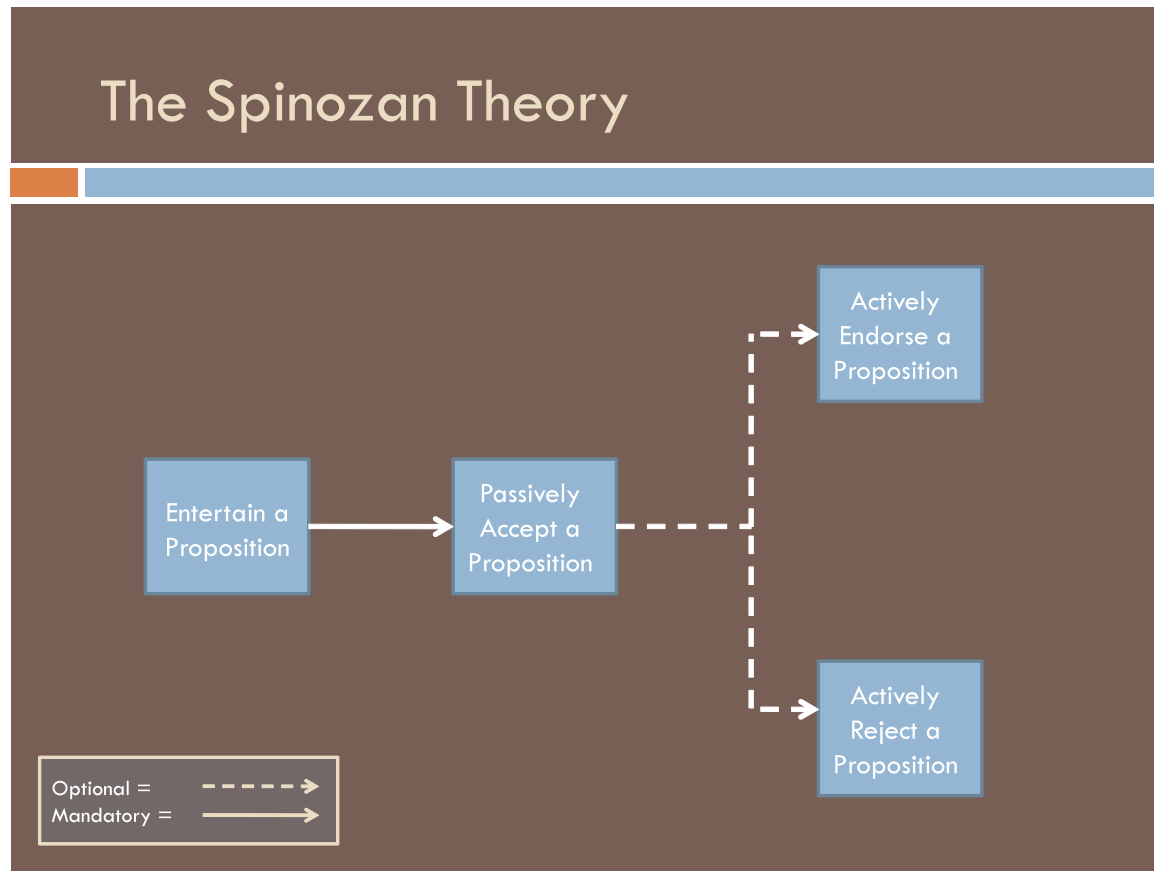 The Spinozan Theory
Actively
Endorse a
Proposition
Entertain a
Proposition
Passively
Accept a
Proposition
Actively
Reject a
Proposition
Optional =
Mandatory =